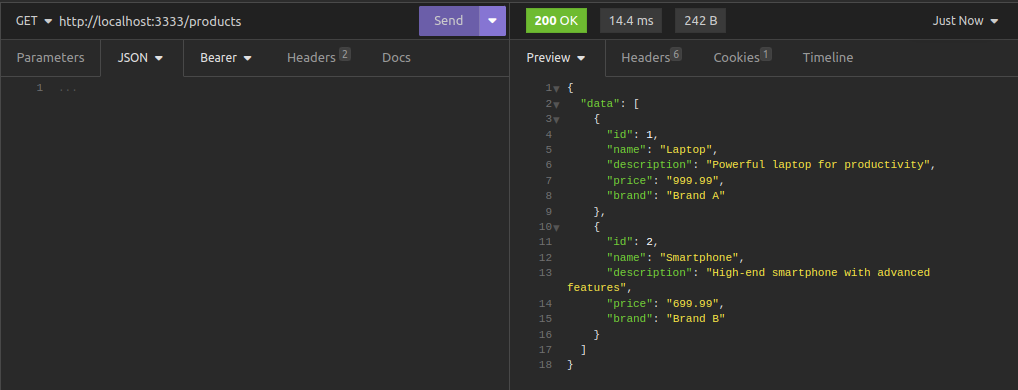 GET http://localhost:3333/products Send 200 OK 14.4 ms 242 B Just Now
Parameters JSON Bearer Headers 2 Docs Preview Headers 6 Cookies 1 Timeline
1 ...
1 {
2 "data": [
3 {
4 "id": 1,
5 "name": "Laptop",
6 "description": "Powerful laptop for productivity",
7 "price": "999.99",
8 "brand": "Brand A"
9 },
10 {
11 "id": 2,
12 "name": "Smartphone",
13 "description": "High-end smartphone with advanced
features",
14 "price": "699.99",
15 "brand": "Brand B"
16 }
17 ]
18 }